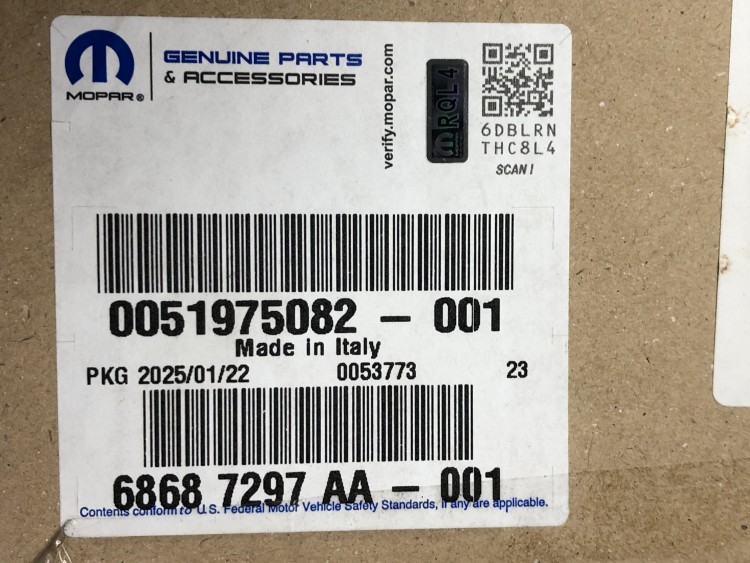 MOPAR®
GENUINE PARTS
& ACCESSORIES
verify.mopar.com
RQL4
6DBLRN
THC8L4
SCAN!
0051975082 – 001
Made in Italy
PKG 2025/01/22 0053773 23
6868 7297 AA – 001
Contents conform to U.S. Federal Motor Vehicle Safety Standards, if any are applicable.